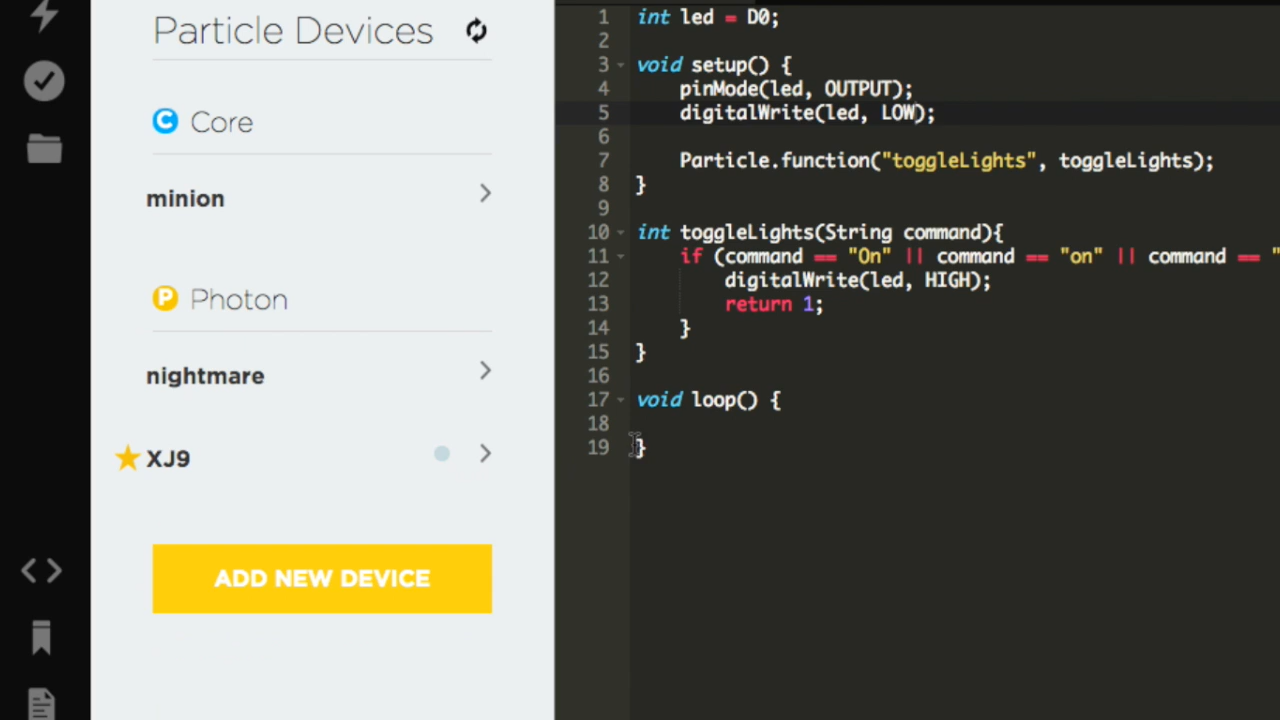 Particle Devices
C Core
minion
P Photon
nightmare
XJ9
ADD NEW DEVICE
1 int led = D0;
2
3 void setup() {
4 pinMode(led, OUTPUT);
5 digitalWrite(led, LOW);
6
7 Particle.function("toggleLights", toggleLights);
8 }
9
10 int toggleLights(String command){
11 if (command == "On" || command == "on" || command == "
12 digitalWrite(led, HIGH);
13 return 1;
14 }
15 }
16
17 void loop() {
18
19 }